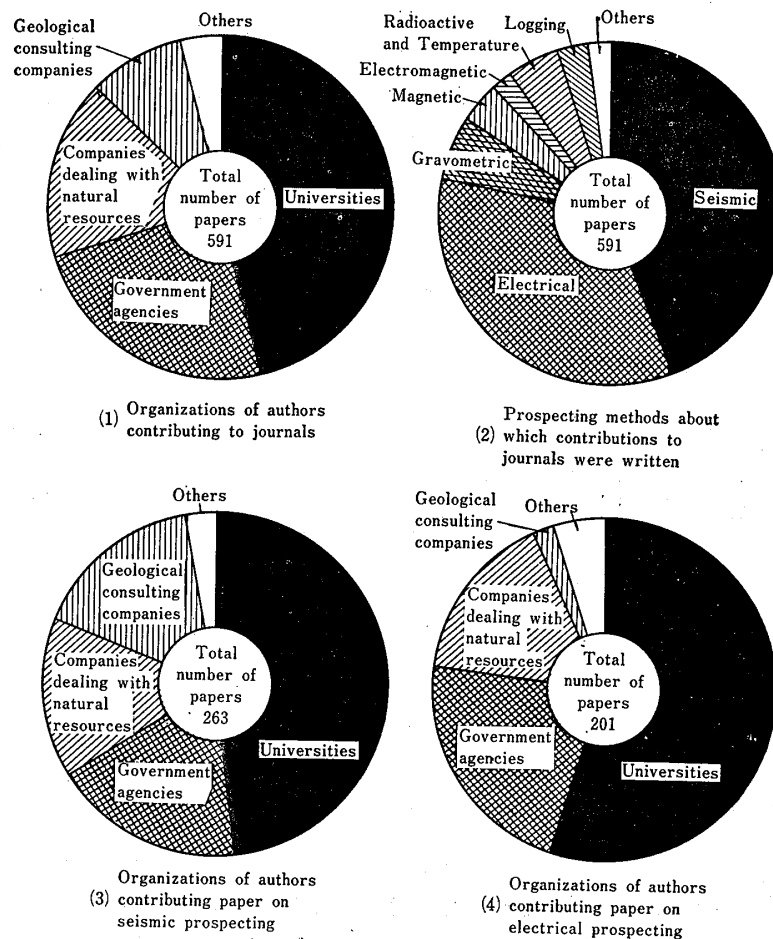 Others
Geological
consulting
companies
Companies
dealing with
natural
resources
Total
number of
papers
591
Universities
Government
agencies
(1) Organizations of authors
contributing to journals
Others
Logging
Radioactive
and Temperature
Electromagnetic
Magnetic
Gravometric
Total
number of
papers
591
Seismic
Electrical
Prospecting methods about
(2) which contributions to
journals were written
Others
Geological
consulting
companies
Companies
dealing with
natural
resources
Total
number of
papers
263
Universities
Government
agencies
Organizations of authors
(3) contributing paper on
seismic prospecting
Geological
consulting
companies
Others
Companies
dealing with
natural
resources
Total
number of
papers
201
Government
agencies
Universities
Organizations of authors
(4) contributing paper on
electrical prospecting